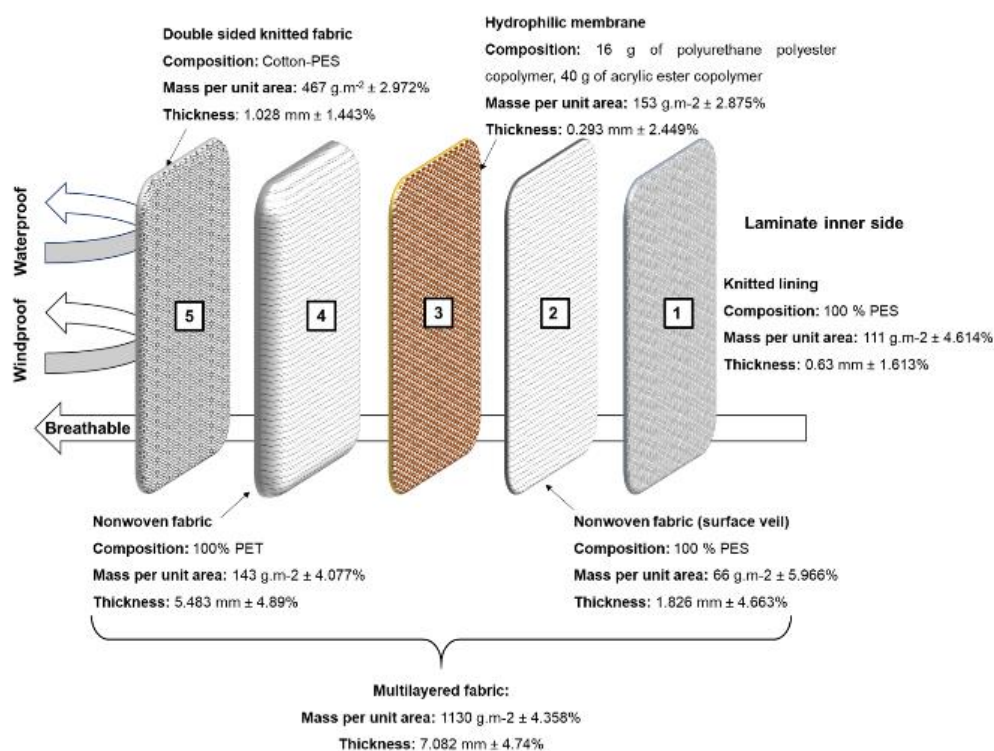 Double sided knitted fabric
Composition: Cotton-PES
Mass per unit area: 467 g.m-2 ± 2.972%
Thickness: 1.028 mm ± 1.443%
Hydrophilic membrane
Composition: 16 g of polyurethane polyester
copolymer, 40 g of acrylic ester copolymer
Masse per unit area: 153 g.m-2 ± 2.875%
Thickness: 0.293 mm ± 2.449%
Waterproof
Windproof
Breathable
5
4
3
2
1
Laminate inner side
Knitted lining
Composition: 100 % PES
Mass per unit area: 111 g.m-2 ± 4.614%
Thickness: 0.63 mm ± 1.613%
Nonwoven fabric
Composition: 100% PET
Mass per unit area: 143 g.m-2 ± 4.077%
Thickness: 5.483 mm ± 4.89%
Nonwoven fabric (surface veil)
Composition: 100 % PES
Mass per unit area: 66 g.m-2 ± 5.966%
Thickness: 1.826 mm ± 4.663%
Multilayered fabric:
Mass per unit area: 1130 g.m-2 ± 4.358%
Thickness: 7.082 mm ± 4.74%